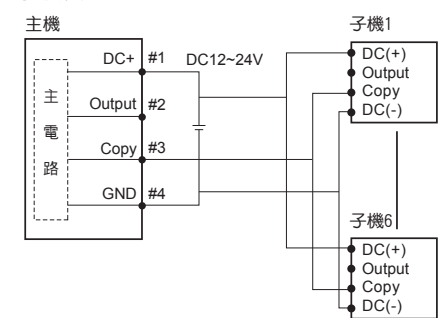 主機
主電路
DC+ #1
Output #2
Copy #3
GND #4
DC12~24V
子機1
DC(+)
Output
Copy
DC(-)
子機6
DC(+)
Output
Copy
DC(-)